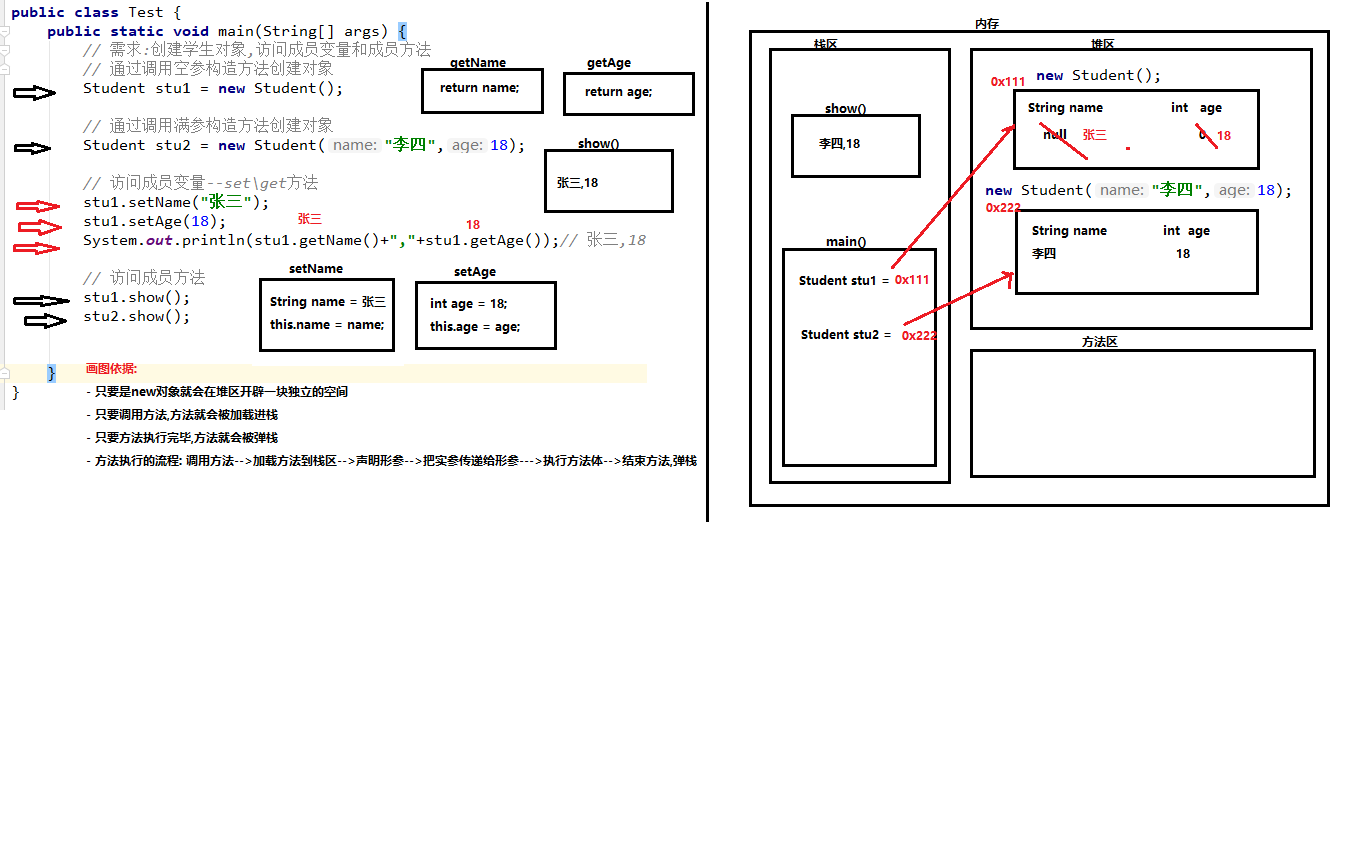 public class Test {
public static void main(String[] args) {
// 需求:创建学生对象,访问成员变量和成员方法
// 通过调用空参构造方法创建对象
Student stu1 = new Student();
// 通过调用满参构造方法创建对象
Student stu2 = new Student( name: "李四", age: 18);
// 访问成员变量--set\get方法
stu1.setName("张三");
stu1.setAge(18);
张三
18
System.out.println(stu1.getName()+","+stu1.getAge());// 张三,18
// 访问成员方法
stu1.show();
stu2.show();
}
}
getName
return name;
getAge
return age;
show()
张三,18
setName
String name = 张三
this.name = name;
setAge
int age = 18;
this.age = age;
画图依据:
- 只要是new对象就会在堆区开辟一块独立的空间
- 只要调用方法,方法就会被加载进栈
- 只要方法执行完毕,方法就会被弹栈
- 方法执行的流程: 调用方法-->加载方法到栈区-->声明形参-->把实参传递给形参--->执行方法体-->结束方法,弹栈
内存
栈区
show()
李四,18
main()
Student stu1 = 0x111
Student stu2 = 0x222
堆区
new Student();
0x111
String name int age
null 张三 0 18
new Student( name: "李四", age: 18);
0x222
String name int age
李四 18
方法区